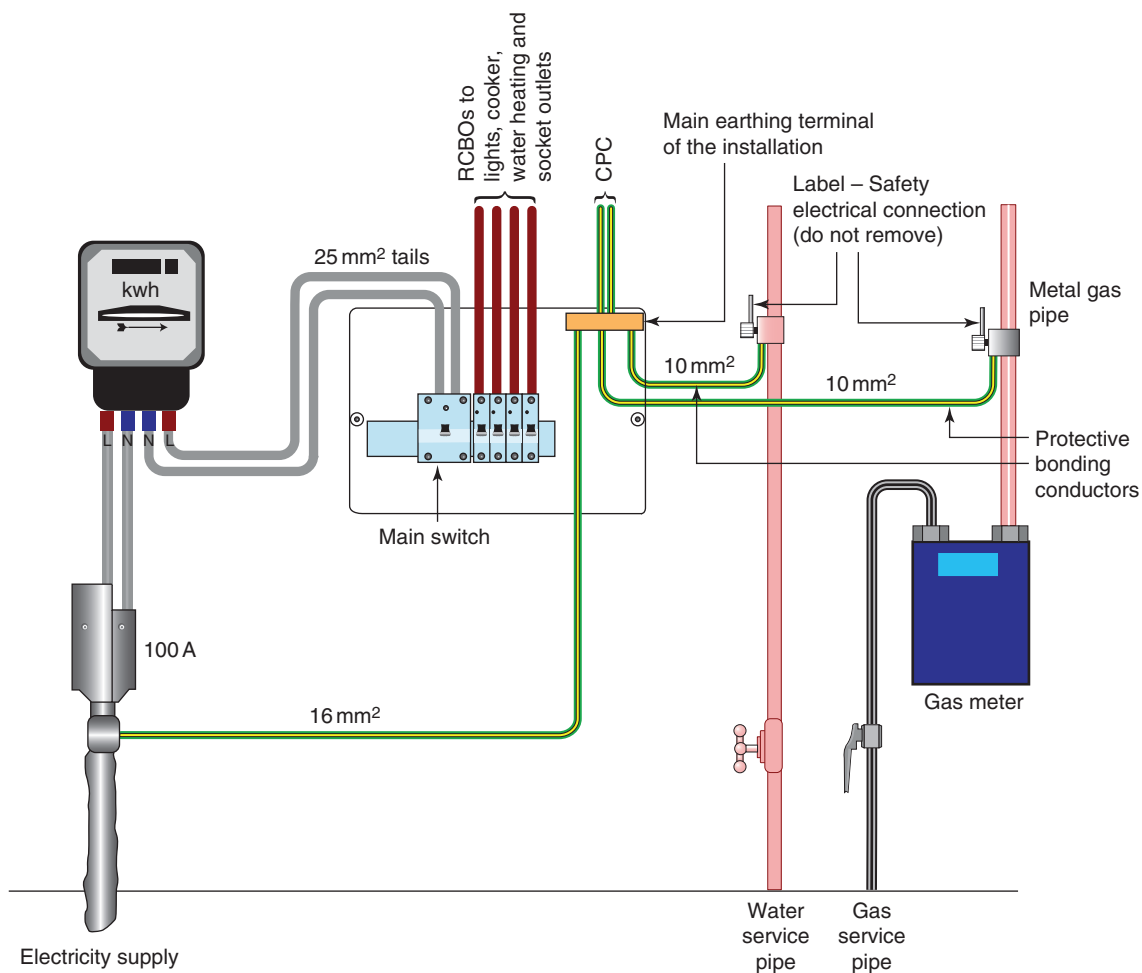 RCBOs to
lights, cooker,
water heating and
socket outlets
CPC
Main earthing terminal
of the installation
Label – Safety
electrical connection
(do not remove)
25 mm² tails
kwh
Metal gas
pipe
10 mm²
10 mm²
L N N L
Protective
bonding
conductors
Main switch
100 A
Gas meter
16 mm²
Water
service
pipe
Gas
service
pipe
Electricity supply